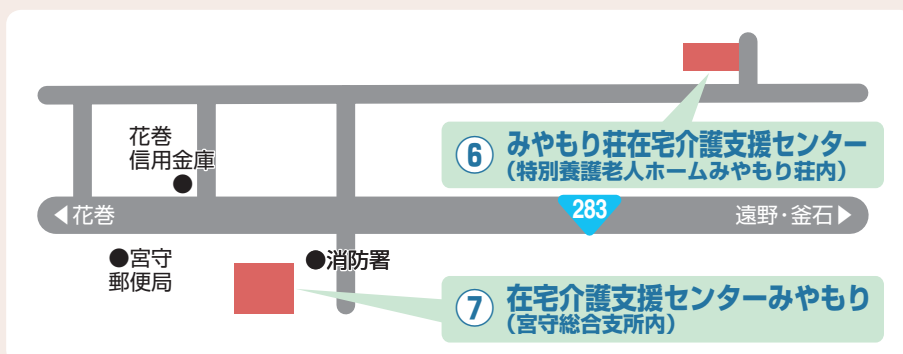 花巻
信用金庫
⑥ みやもり荘在宅介護支援センター
(特別養護老人ホームみやもり荘内)
◀花巻
283
遠野・釜石▶
●宮守
郵便局
●消防署
⑦ 在宅介護支援センターみやもり
(宮守総合支所内)